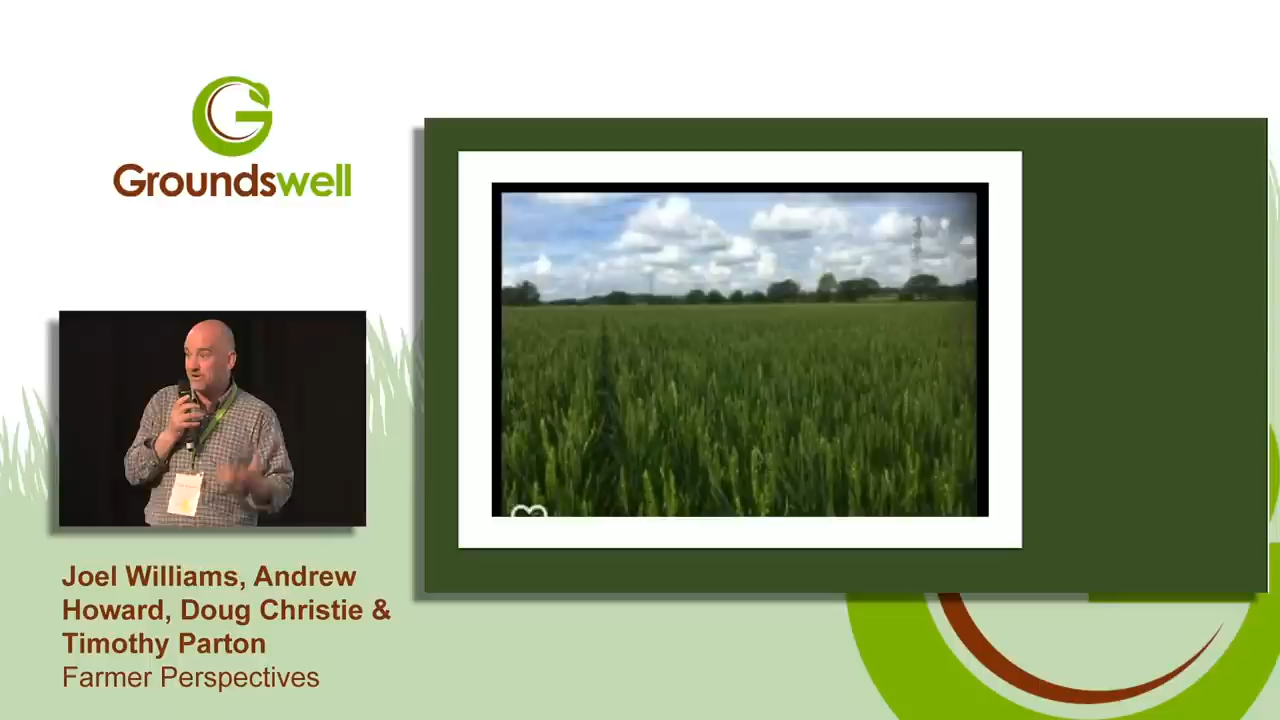 Groundswell
Joel Williams, Andrew
Howard, Doug Christie &
Timothy Parton
Farmer Perspectives